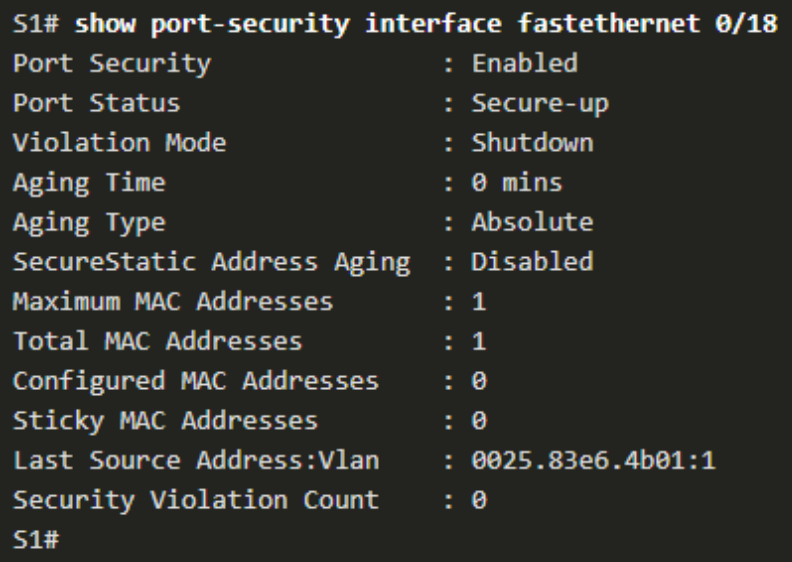 S1# show port-security interface fastethernet 0/18
Port Security : Enabled
Port Status : Secure-up
Violation Mode : Shutdown
Aging Time : 0 mins
Aging Type : Absolute
SecureStatic Address Aging : Disabled
Maximum MAC Addresses : 1
Total MAC Addresses : 1
Configured MAC Addresses : 0
Sticky MAC Addresses : 0
Last Source Address:Vlan : 0025.83e6.4b01:1
Security Violation Count : 0
S1#